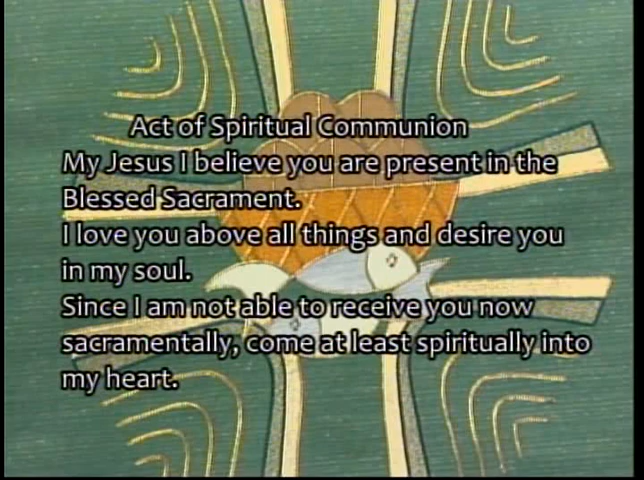 Act of Spiritual Communion
My Jesus I believe you are present in the
Blessed Sacrament.
I love you above all things and desire you
in my soul.
Since I am not able to receive you now
sacramentally, come at least spiritually into
my heart.